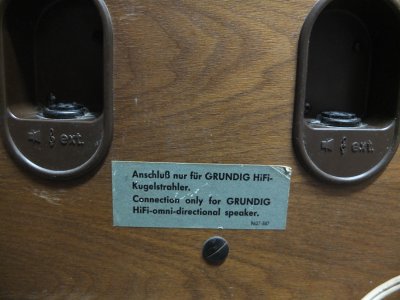 ext.
ext.
Anschluß nur für GRUNDIG HiFi-
Kugelstrahler.
Connection only for GRUNDIG
HiFi-omni-directional speaker.